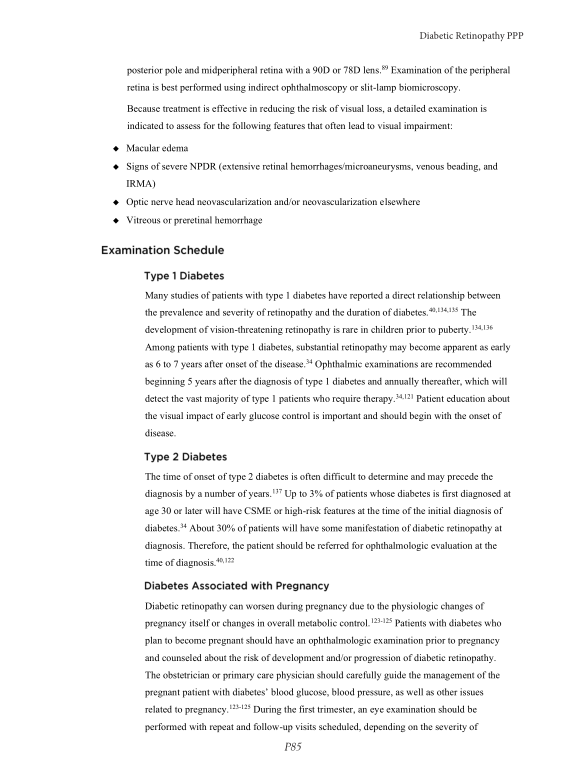 Diabetic Retinopathy PPP
posterior pole and midperipheral retina with a 90D or 78D lens.89 Examination of the peripheral
retina is best performed using indirect ophthalmoscopy or slit-lamp biomicroscopy.
Because treatment is effective in reducing the risk of visual loss, a detailed examination is
indicated to assess for the following features that often lead to visual impairment:
◆ Macular edema
◆ Signs of severe NPDR (extensive retinal hemorrhages/microaneurysms, venous beading, and
IRMA)
◆ Optic nerve head neovascularization and/or neovascularization elsewhere
◆ Vitreous or preretinal hemorrhage
Examination Schedule
Type 1 Diabetes
Many studies of patients with type 1 diabetes have reported a direct relationship between
the prevalence and severity of retinopathy and the duration of diabetes.40,134,135 The
development of vision-threatening retinopathy is rare in children prior to puberty.134,136
Among patients with type 1 diabetes, substantial retinopathy may become apparent as early
as 6 to 7 years after onset of the disease.34 Ophthalmic examinations are recommended
beginning 5 years after the diagnosis of type 1 diabetes and annually thereafter, which will
detect the vast majority of type 1 patients who require therapy.34,121 Patient education about
the visual impact of early glucose control is important and should begin with the onset of
disease.
Type 2 Diabetes
The time of onset of type 2 diabetes is often difficult to determine and may precede the
diagnosis by a number of years.137 Up to 3% of patients whose diabetes is first diagnosed at
age 30 or later will have CSME or high-risk features at the time of the initial diagnosis of
diabetes.34 About 30% of patients will have some manifestation of diabetic retinopathy at
diagnosis. Therefore, the patient should be referred for ophthalmologic evaluation at the
time of diagnosis.40,122
Diabetes Associated with Pregnancy
Diabetic retinopathy can worsen during pregnancy due to the physiologic changes of
pregnancy itself or changes in overall metabolic control.123-125 Patients with diabetes who
plan to become pregnant should have an ophthalmologic examination prior to pregnancy
and counseled about the risk of development and/or progression of diabetic retinopathy.
The obstetrician or primary care physician should carefully guide the management of the
pregnant patient with diabetes’ blood glucose, blood pressure, as well as other issues
related to pregnancy.123-125 During the first trimester, an eye examination should be
performed with repeat and follow-up visits scheduled, depending on the severity of
P85